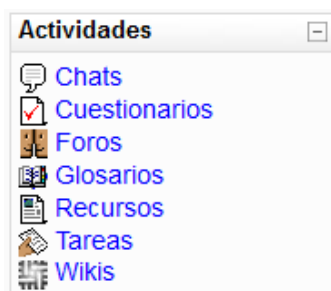 Actividades
Chats
Cuestionarios
Foros
Glosarios
Recursos
Tareas
Wikis